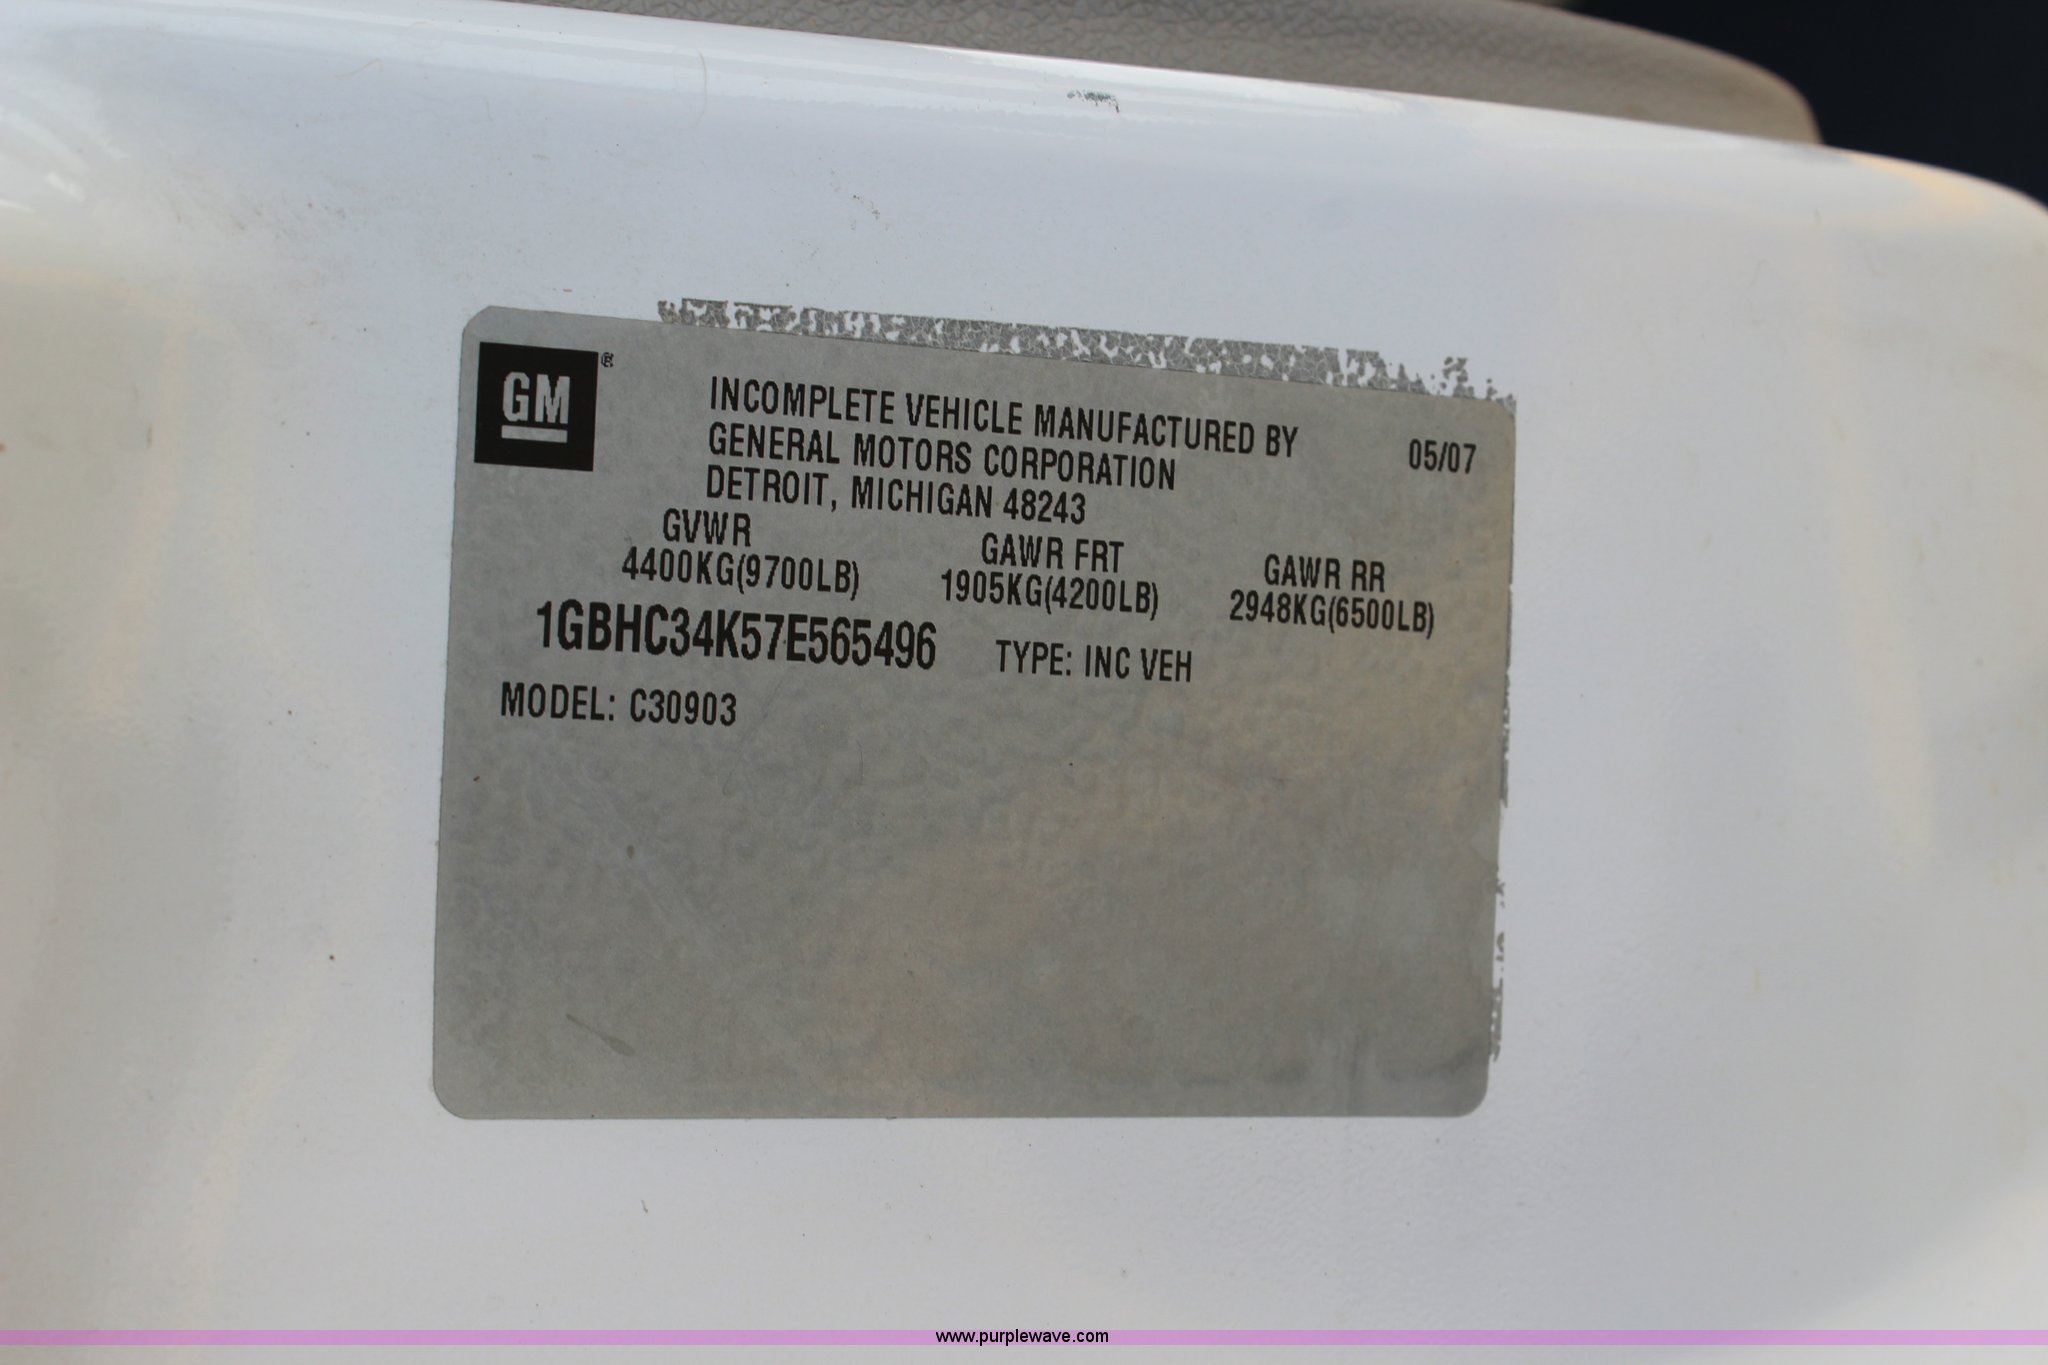 GM ®
INCOMPLETE VEHICLE MANUFACTURED BY
GENERAL MOTORS CORPORATION
DETROIT, MICHIGAN 48243
05/07
GVWR GAWR FRT GAWR RR
4400KG(9700LB) 1905KG(4200LB) 2948KG(6500LB)
1GBHC34K57E565496 TYPE: INC VEH
MODEL: C30903
www.purplewave.com